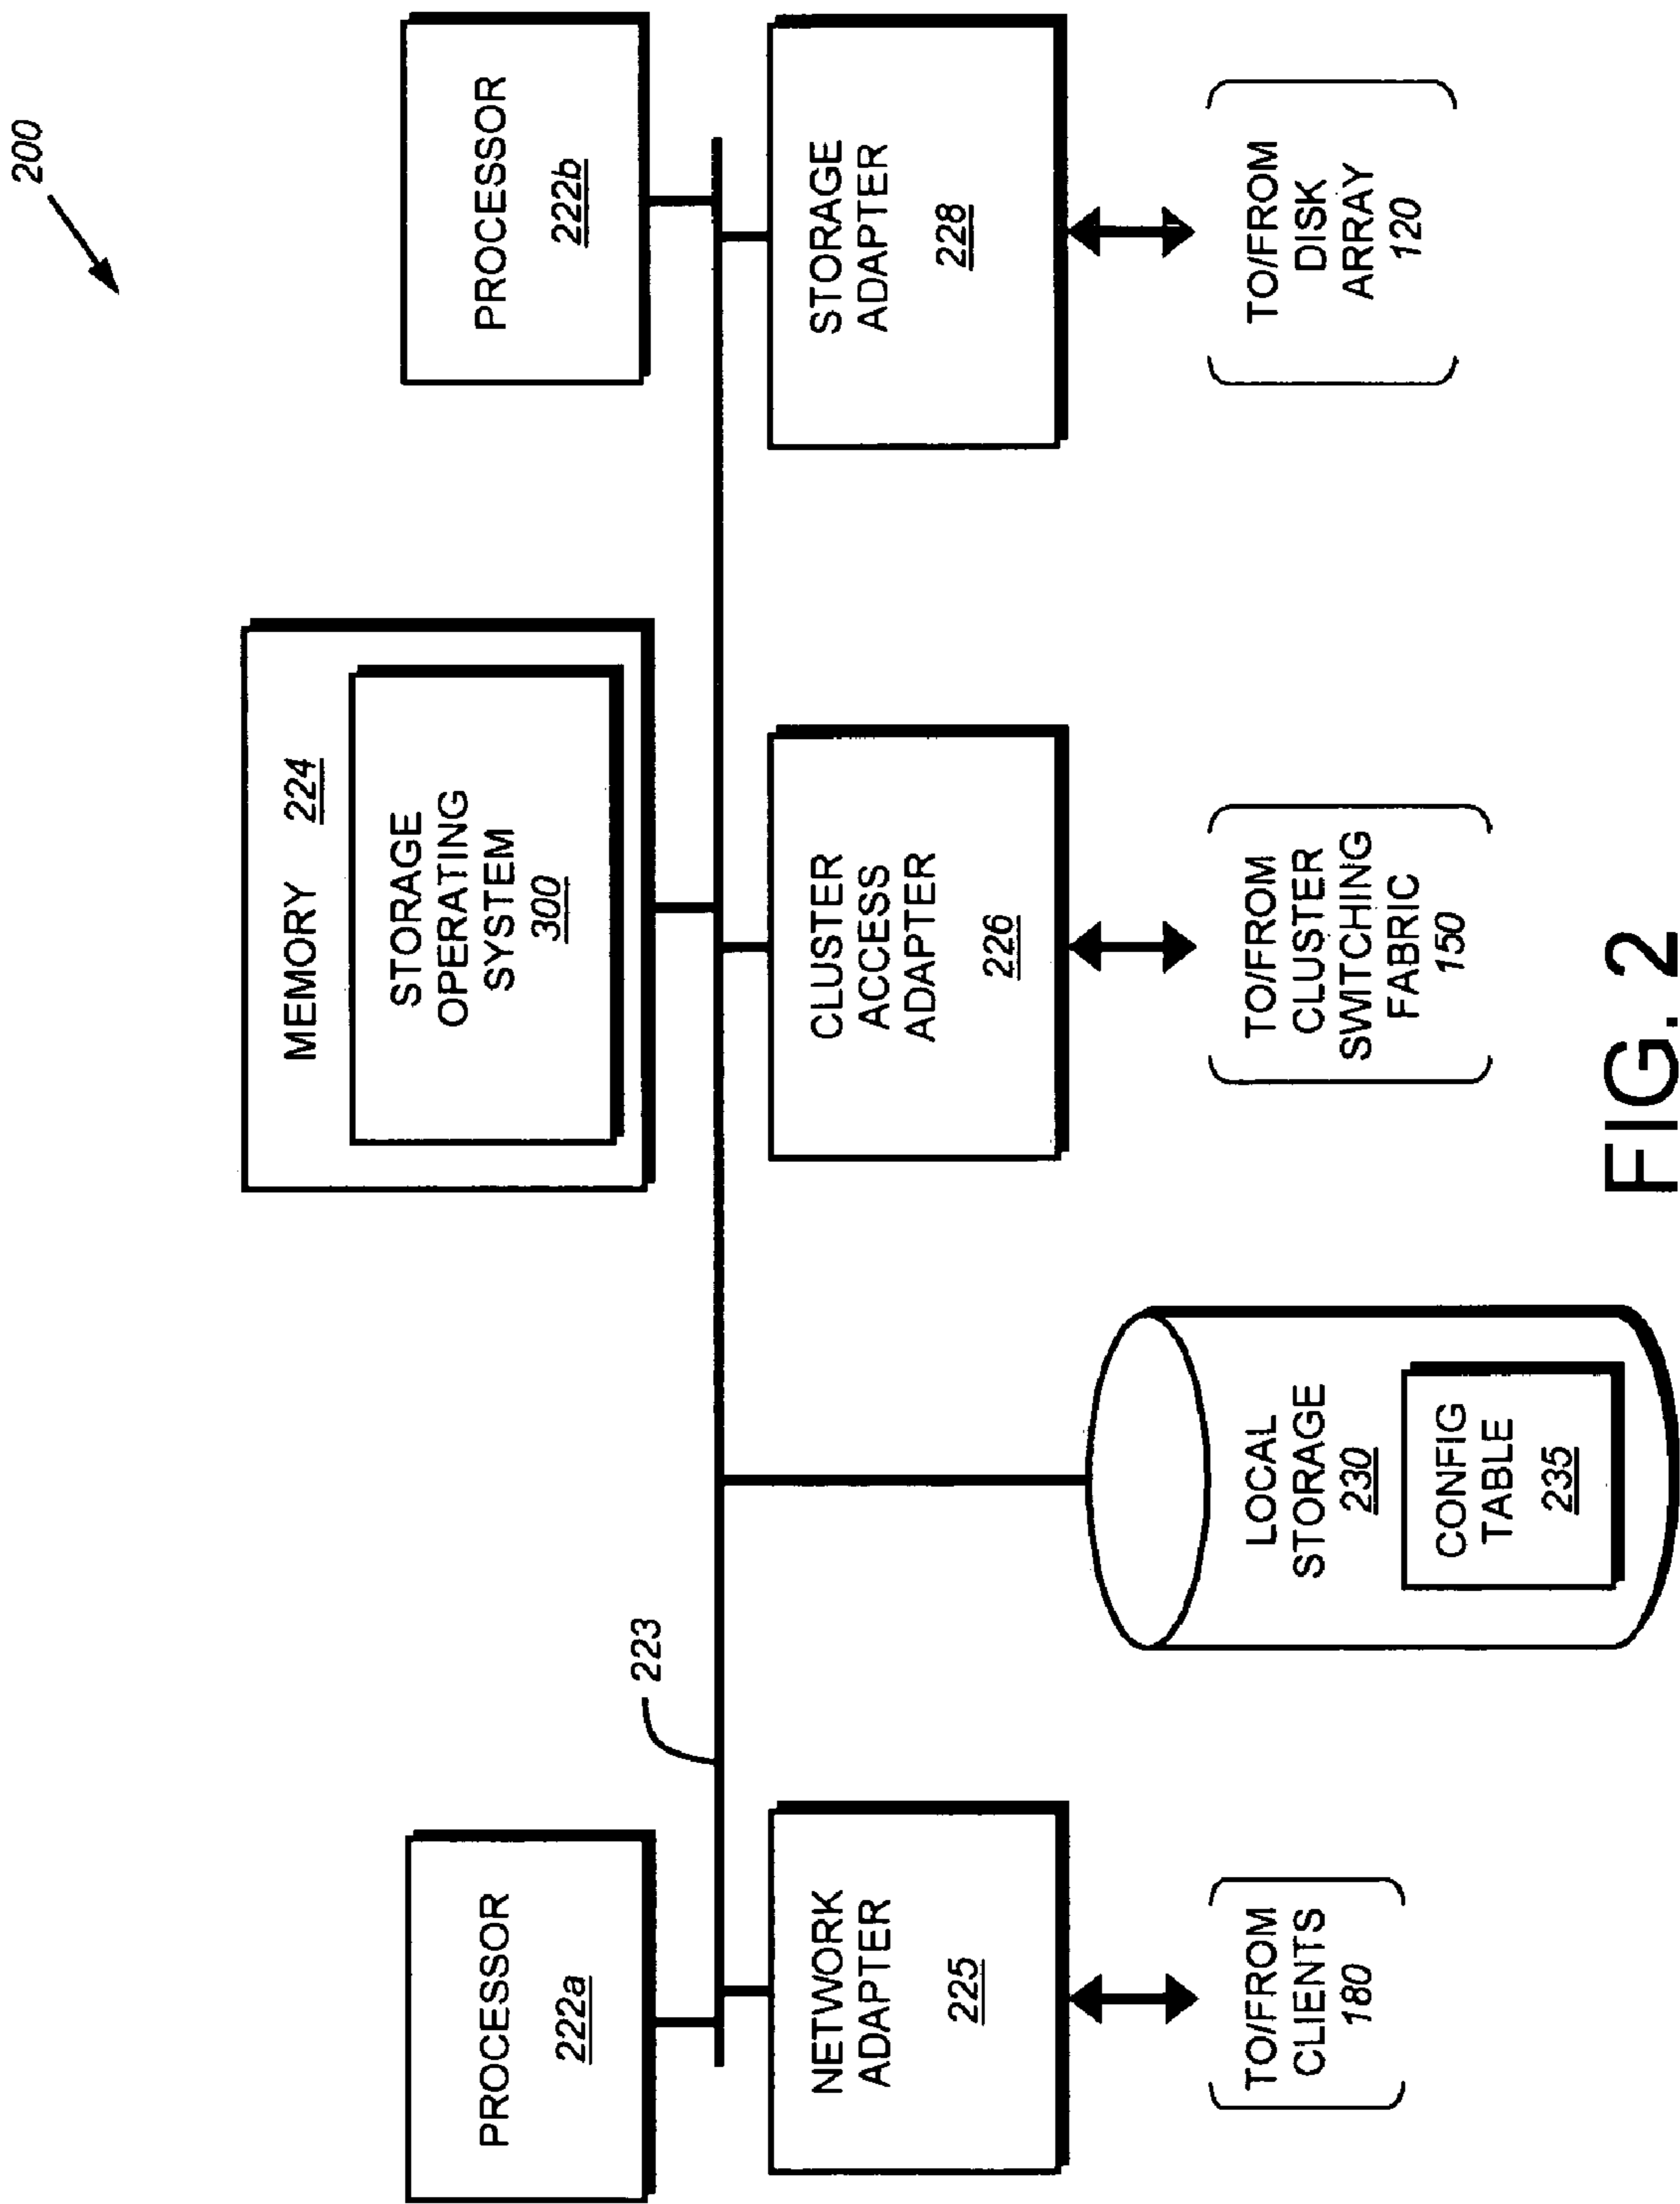 200
PROCESSOR
222a
MEMORY 224
STORAGE
OPERATING
SYSTEM
300
PROCESSOR
222b
223
NETWORK
ADAPTER
225
CLUSTER
ACCESS
ADAPTER
226
STORAGE
ADAPTER
228
TO/FROM
CLIENTS
180
LOCAL
STORAGE
230
CONFIG
TABLE
235
TO/FROM
CLUSTER
SWITCHING
FABRIC
150
TO/FROM
DISK
ARRAY
120
FIG. 2